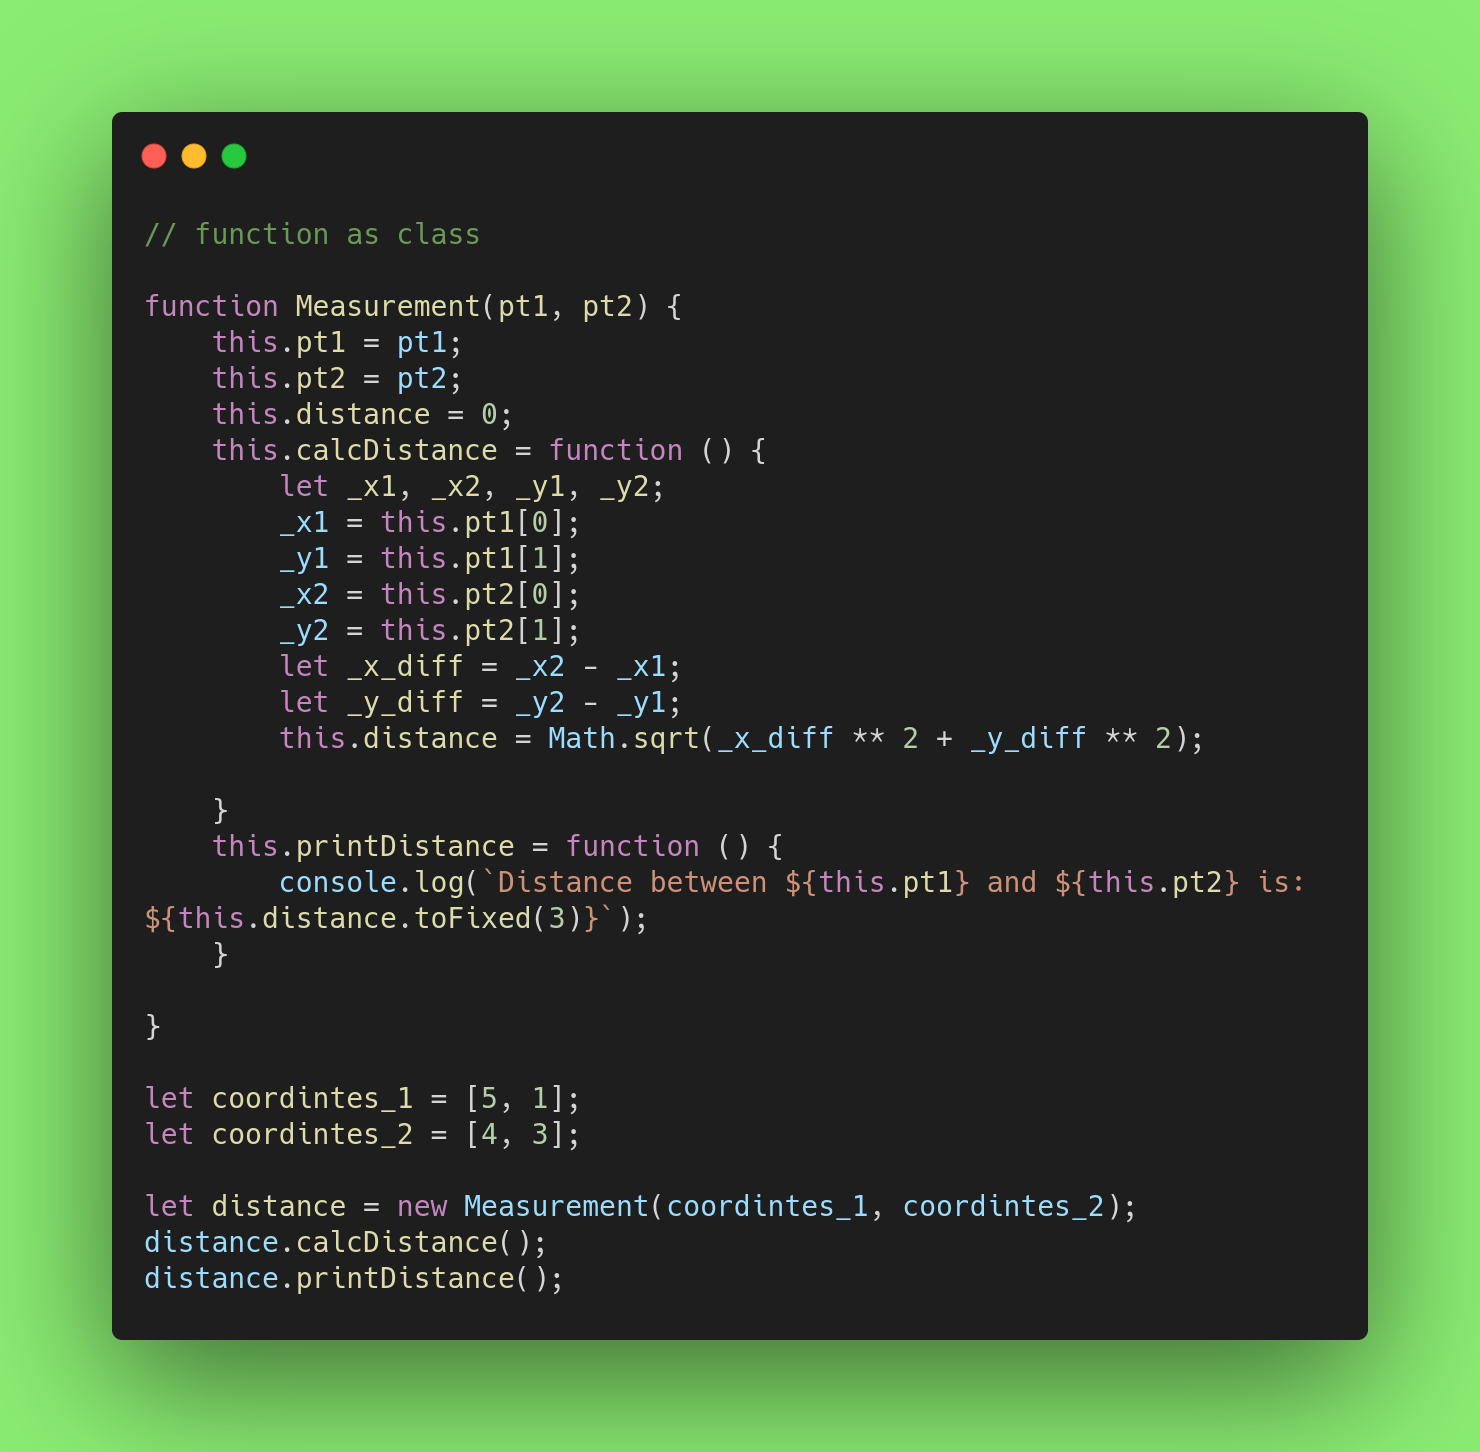 // function as class
function Measurement(pt1, pt2) {
    this.pt1 = pt1;
    this.pt2 = pt2;
    this.distance = 0;
    this.calcDistance = function () {
        let _x1, _x2, _y1, _y2;
        _x1 = this.pt1[0];
        _y1 = this.pt1[1];
        _x2 = this.pt2[0];
        _y2 = this.pt2[1];
        let _x_diff = _x2 - _x1;
        let _y_diff = _y2 - _y1;
        this.distance = Math.sqrt(_x_diff ** 2 + _y_diff ** 2);
    }
    this.printDistance = function () {
        console.log(`Distance between ${this.pt1} and ${this.pt2} is:
${this.distance.toFixed(3)}`);
    }
}
let coordintes_1 = [5, 1];
let coordintes_2 = [4, 3];
let distance = new Measurement(coordintes_1, coordintes_2);
distance.calcDistance();
distance.printDistance();